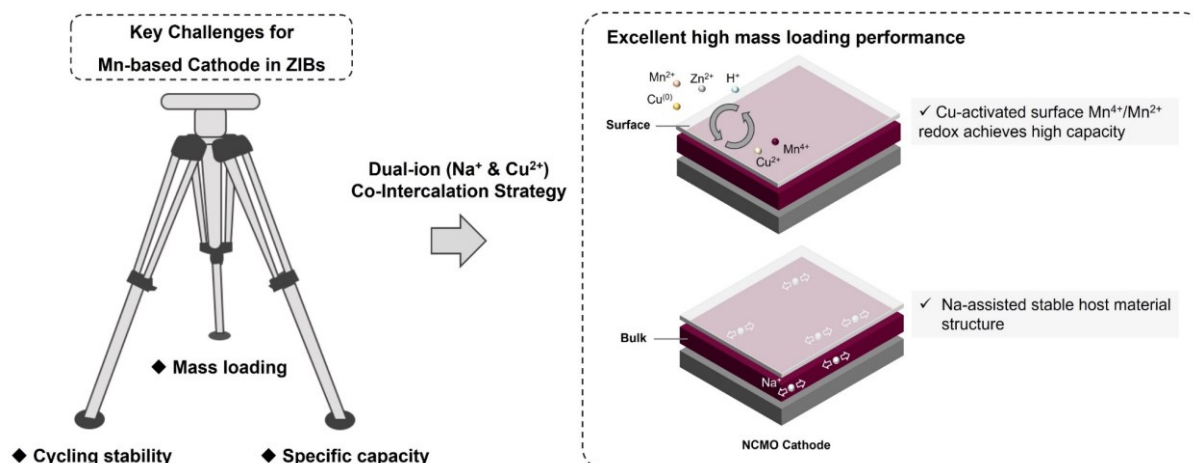 Key Challenges for
Mn-based Cathode in ZIBs
◆ Mass loading
◆ Cycling stability
◆ Specific capacity
Dual-ion (Na⁺ & Cu²⁺)
Co-Intercalation Strategy
Excellent high mass loading performance
Mn²⁺
Zn²⁺
H⁺
Cu⁽⁰⁾
Surface
Mn⁴⁺
Cu²⁺
✓ Cu-activated surface Mn⁴⁺/Mn²⁺
redox achieves high capacity
Bulk
Na⁺
✓ Na-assisted stable host material
structure
NCMO Cathode